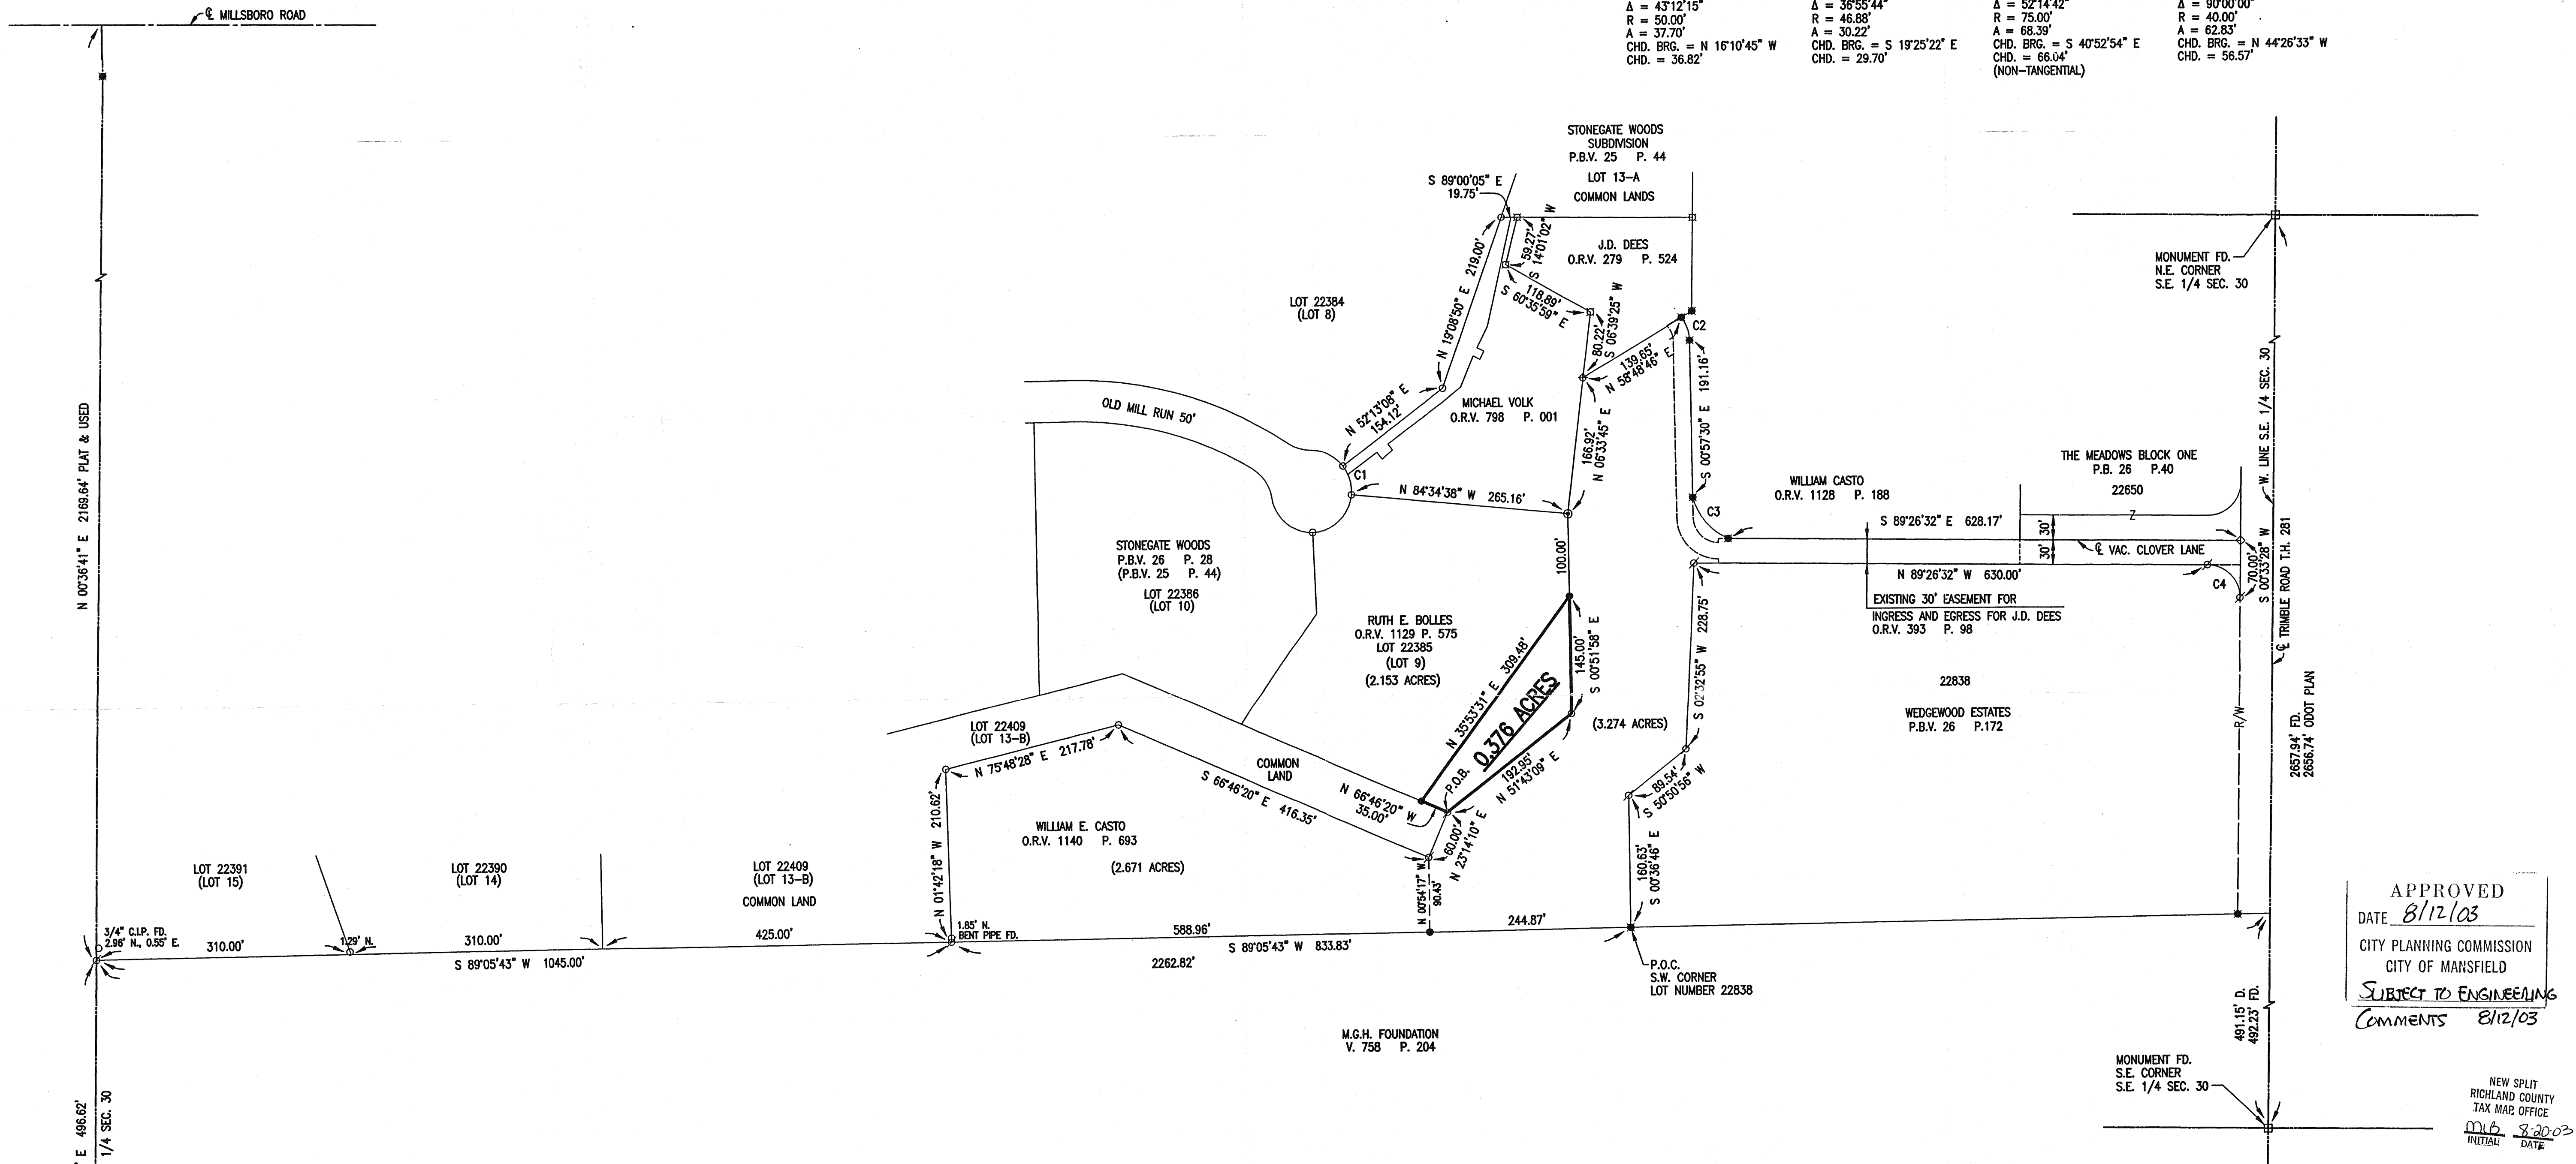 ℄ MILLSBORO ROAD
Δ = 43°12'15"
R = 50.00'
A = 37.70'
CHD. BRG. = N 16°10'45" W
CHD. = 36.82'
Δ = 36°55'44"
R = 46.88'
A = 30.22'
CHD. BRG. = S 19°25'22" E
CHD. = 29.70'
Δ = 52°14'42"
R = 75.00'
A = 68.39'
CHD. BRG. = S 40°52'54" E
CHD. = 66.04'
(NON-TANGENTIAL)
Δ = 90°00'00"
R = 40.00'
A = 62.83'
CHD. BRG. = N 44°26'33" W
CHD. = 56.57'
STONEGATE WOODS
SUBDIVISION
P.B.V. 25 P. 44
LOT 13-A
COMMON LANDS
S 89°00'05" E
19.75'
59.27'
S 14°01'02" W
J.D. DEES
O.R.V. 279 P. 524
N 19°08'50" E 219.00'
118.89'
S 60°35'59" E
80.22'
S 06°39'25" W
139.65'
N 58°48'46" E
C2
LOT 22384
(LOT 8)
MONUMENT FD.
N.E. CORNER
S.E. 1/4 SEC. 30
N 00°36'41" E 2169.64' PLAT & USED
OLD MILL RUN 50'
N 52°13'08" E
154.12'
MICHAEL VOLK
O.R.V. 798 P. 001
166.92'
N 06°33'45" E
S 00°57'30" E 191.16'
C1
N 84°34'38" W 265.16'
C3
WILLIAM CASTO
O.R.V. 1128 P. 188
THE MEADOWS BLOCK ONE
P.B. 26 P.40
22650
W. LINE S.E. 1/4 SEC. 30
Z
S 89°26'32" E 628.17'
30'
30'
℄ VAC. CLOVER LANE
N 89°26'32" W 630.00'
C4
70.00'
S 00°33'28" W
℄ TRIMBLE ROAD T.H. 281
EXISTING 30' EASEMENT FOR
INGRESS AND EGRESS FOR J.D. DEES
O.R.V. 393 P. 98
STONEGATE WOODS
P.B.V. 26 P. 28
(P.B.V. 25 P. 44)
LOT 22386
(LOT 10)
100.00'
RUTH E. BOLLES
O.R.V. 1129 P. 575
LOT 22385
(LOT 9)
(2.153 ACRES)
N 35°53'31" E 309.48'
145.00'
S 00°51'58" E
0.376 ACRES
P.O.B.
192.95'
N 51°43'09" E
(3.274 ACRES)
S 02°32'55" W 228.75'
22838
WEDGEWOOD ESTATES
P.B.V. 26 P.172
R/W
2657.94' FD.
2656.74' ODOT PLAN
LOT 22409
(LOT 13-B)
N 75°48'28" E 217.78'
COMMON
LAND
S 66°46'20" E 416.35'
N 66°46'20" W
35.00'
89.54'
S 50°50'56" W
N 01°42'18" W 210.62'
WILLIAM E. CASTO
O.R.V. 1140 P. 693
(2.671 ACRES)
60.00'
N 23°14'10" E
N 00°54'17" W
90.43'
160.63'
S 00°36'46" E
LOT 22391
(LOT 15)
LOT 22390
(LOT 14)
LOT 22409
(LOT 13-B)
COMMON LAND
3/4" C.I.P. FD.
2.96' N., 0.55' E.
310.00'
1.29' N.
310.00'
425.00'
1.85' N.
BENT PIPE FD.
588.96'
244.87'
S 89°05'43" W 1045.00'
S 89°05'43" W 833.83'
2262.82'
P.O.C.
S.W. CORNER
LOT NUMBER 22838
M.G.H. FOUNDATION
V. 758 P. 204
491.15' D.
492.23' FD.
MONUMENT FD.
S.E. CORNER
S.E. 1/4 SEC. 30
' E 496.62'
1/4 SEC. 30
APPROVED
DATE 8/12/03
CITY PLANNING COMMISSION
CITY OF MANSFIELD
SUBJECT TO ENGINEERING
COMMENTS 8/12/03
NEW SPLIT
RICHLAND COUNTY
TAX MAP OFFICE
MLB 8-20-03
INITIAL DATE